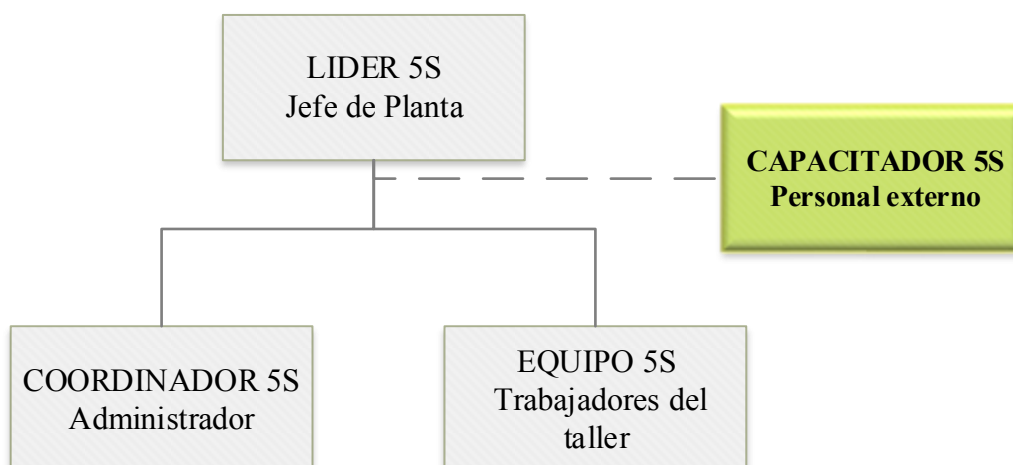 LIDER 5S
Jefe de Planta
CAPACITADOR 5S
Personal externo
COORDINADOR 5S
Administrador
EQUIPO 5S
Trabajadores del
taller